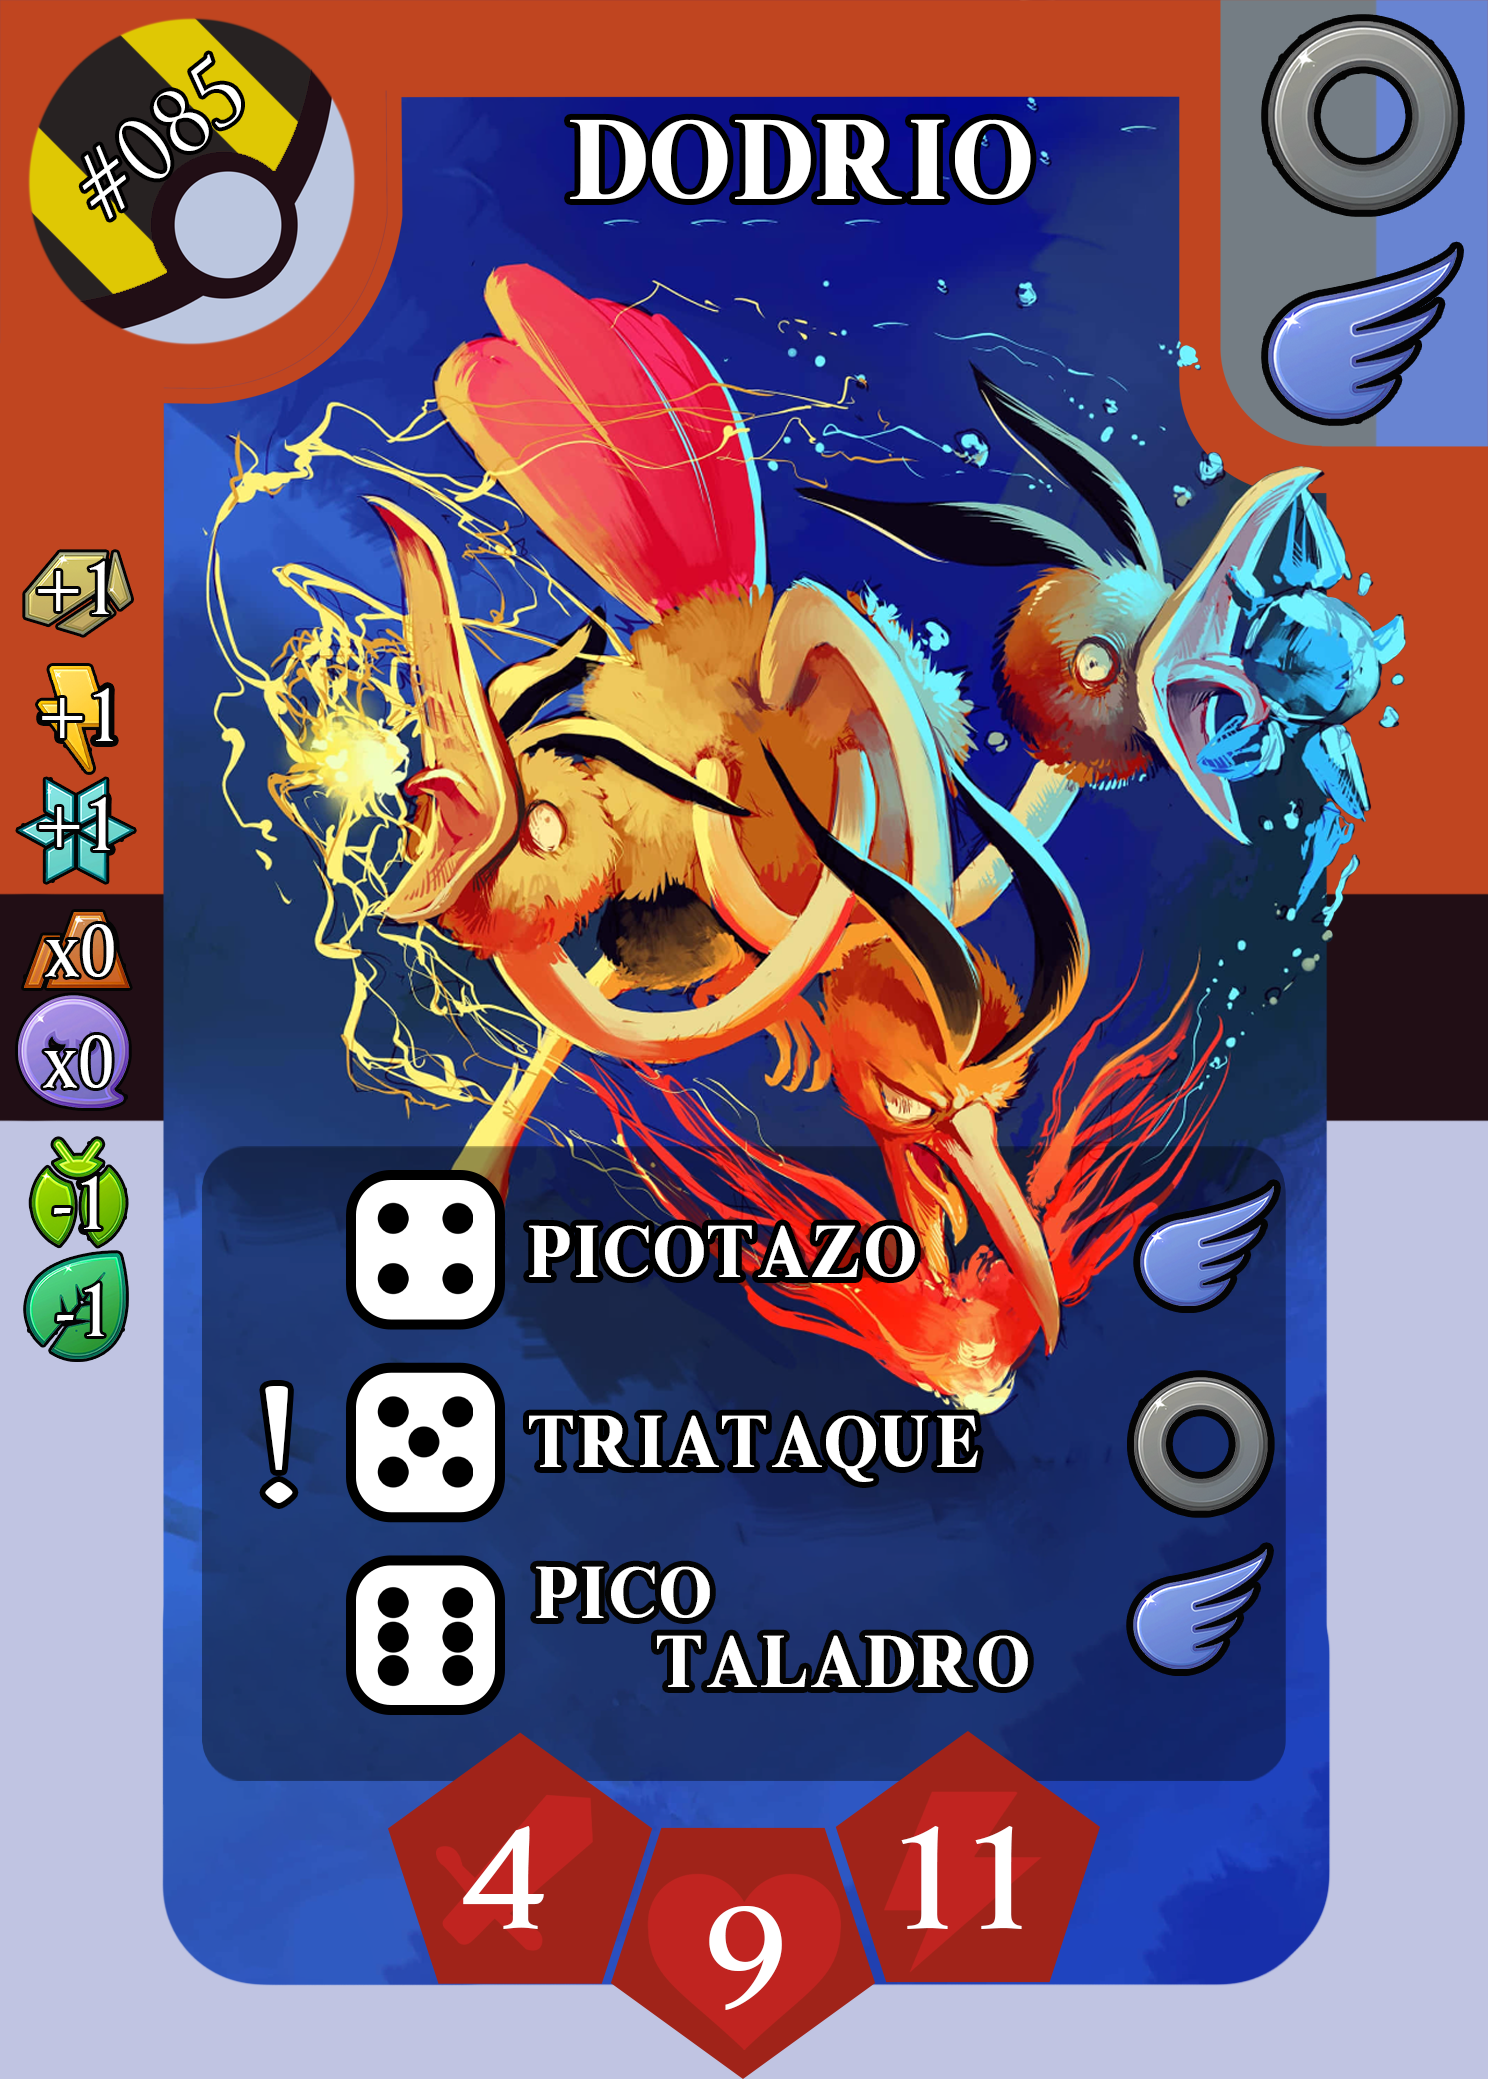 #085
DODRIO
+1
+1
+1
x0
x0
-1
-1
PICOTAZO
! TRIATAQUE
PICO
TALADRO
4
9
11